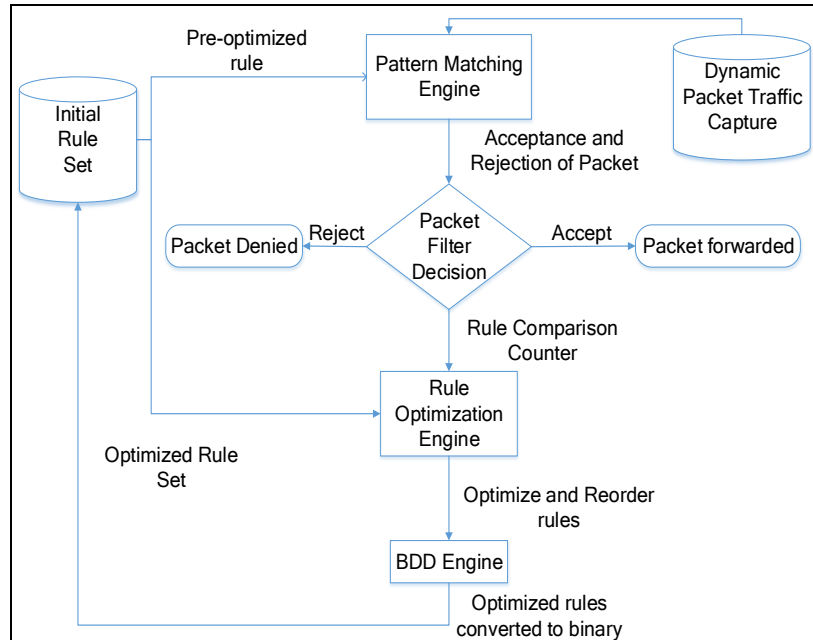 Pre-optimized
rule
Pattern Matching
Engine
Dynamic
Packet Traffic
Capture
Initial
Rule
Set
Acceptance and
Rejection of Packet
Packet Denied
Reject
Packet
Filter
Decision
Accept
Packet forwarded
Rule Comparison
Counter
Rule
Optimization
Engine
Optimized Rule
Set
Optimize and Reorder
rules
BDD Engine
Optimized rules
converted to binary